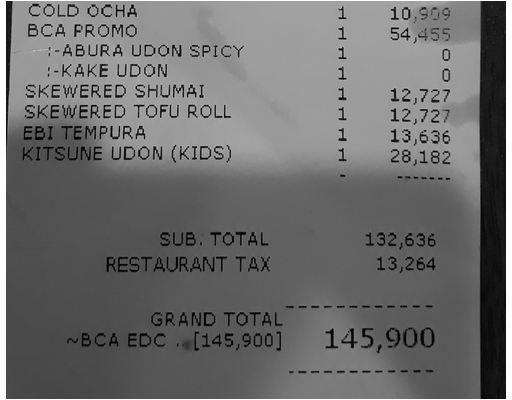 COLD OCHA 1 10,909
BCA PROMO 1 54,455
:-ABURA UDON SPICY 1 0
:-KAKE UDON 1 0
SKEWERED SHUMAI 1 12,727
SKEWERED TOFU ROLL 1 12,727
EBI TEMPURA 1 13,636
KITSUNE UDON (KIDS) 1 28,182
- -------
SUB. TOTAL 132,636
RESTAURANT TAX 13,264
------------
GRAND TOTAL
~BCA EDC ..[145,900] 145,900
------------